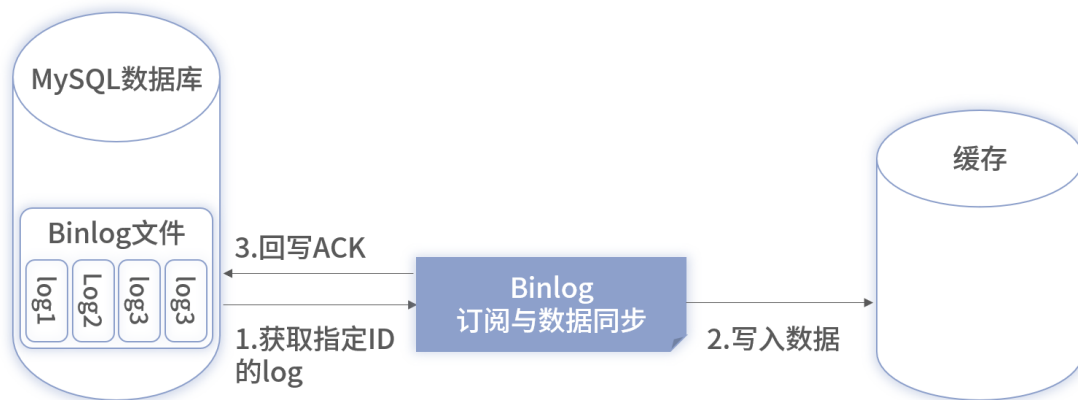 MySQL数据库
缓存
Binlog文件
log1
Log2
log3
log3
3.回写ACK
Binlog
订阅与数据同步
1.获取指定ID
的log
2.写入数据